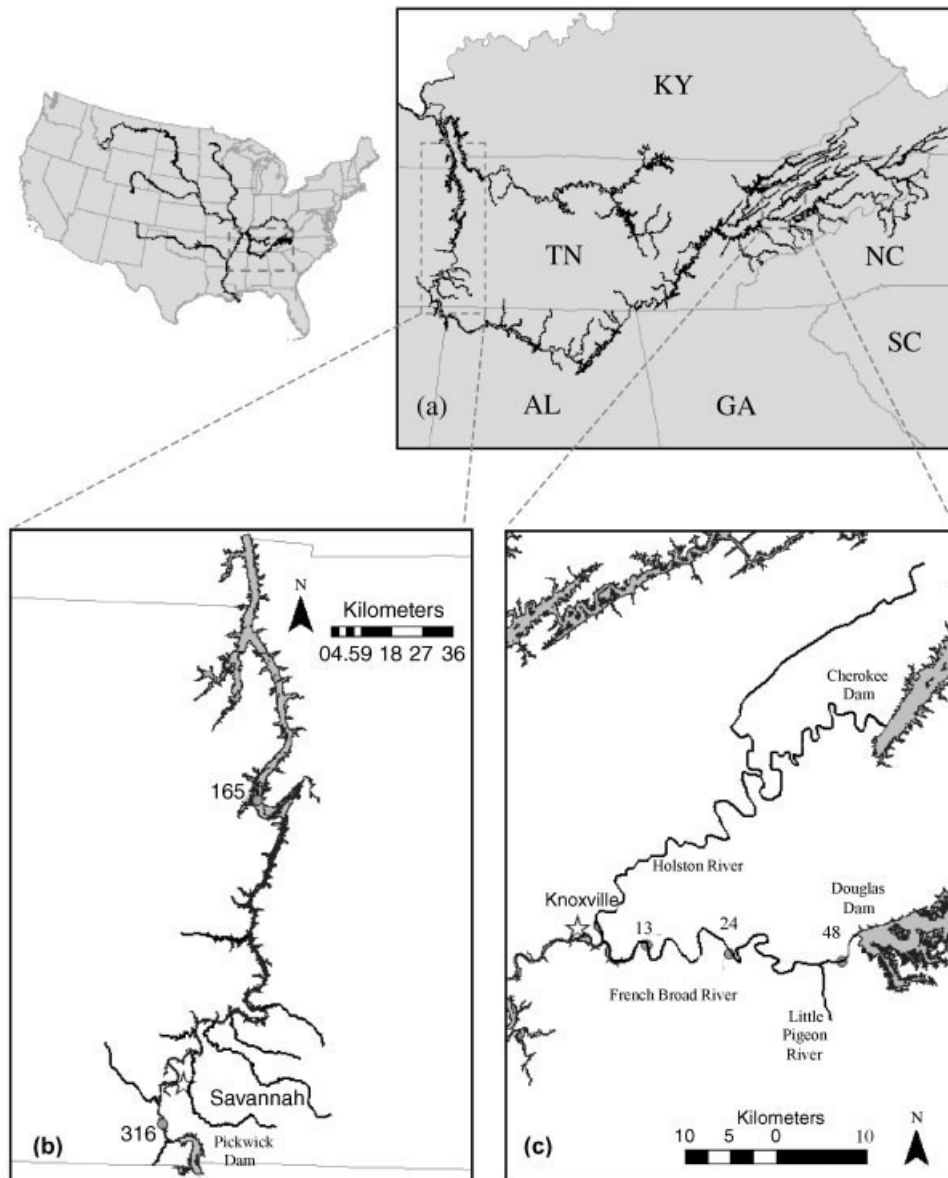 KY
TN
NC
SC
(a)
AL
GA
N
Kilometers
04.59 18 27 36
165
Savannah
316
Pickwick
Dam
(b)
Cherokee
Dam
Holston River
Knoxville
Douglas
Dam
13
24
48
French Broad River
Little
Pigeon
River
Kilometers
N
10 5 0 10
(c)